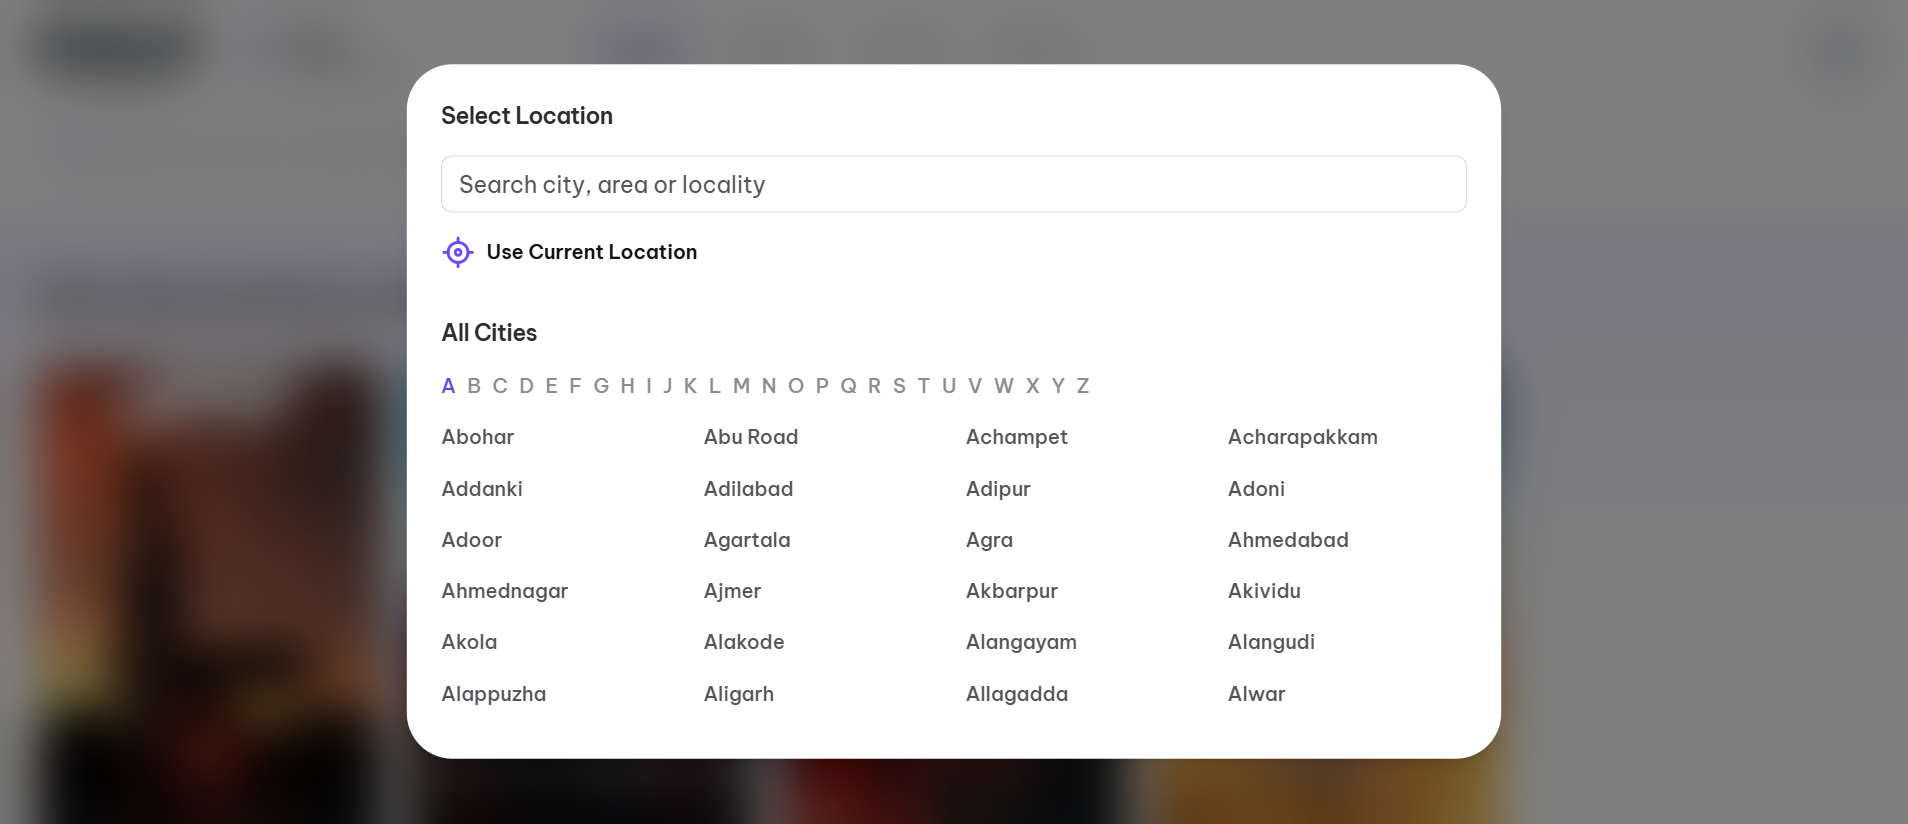 Select Location
Search city, area or locality
Use Current Location
All Cities
A B C D E F G H I J K L M N O P Q R S T U V W X Y Z
Abohar Abu Road Achampet Acharapakkam
Addanki Adilabad Adipur Adoni
Adoor Agartala Agra Ahmedabad
Ahmednagar Ajmer Akbarpur Akividu
Akola Alakode Alangayam Alangudi
Alappuzha Aligarh Allagadda Alwar